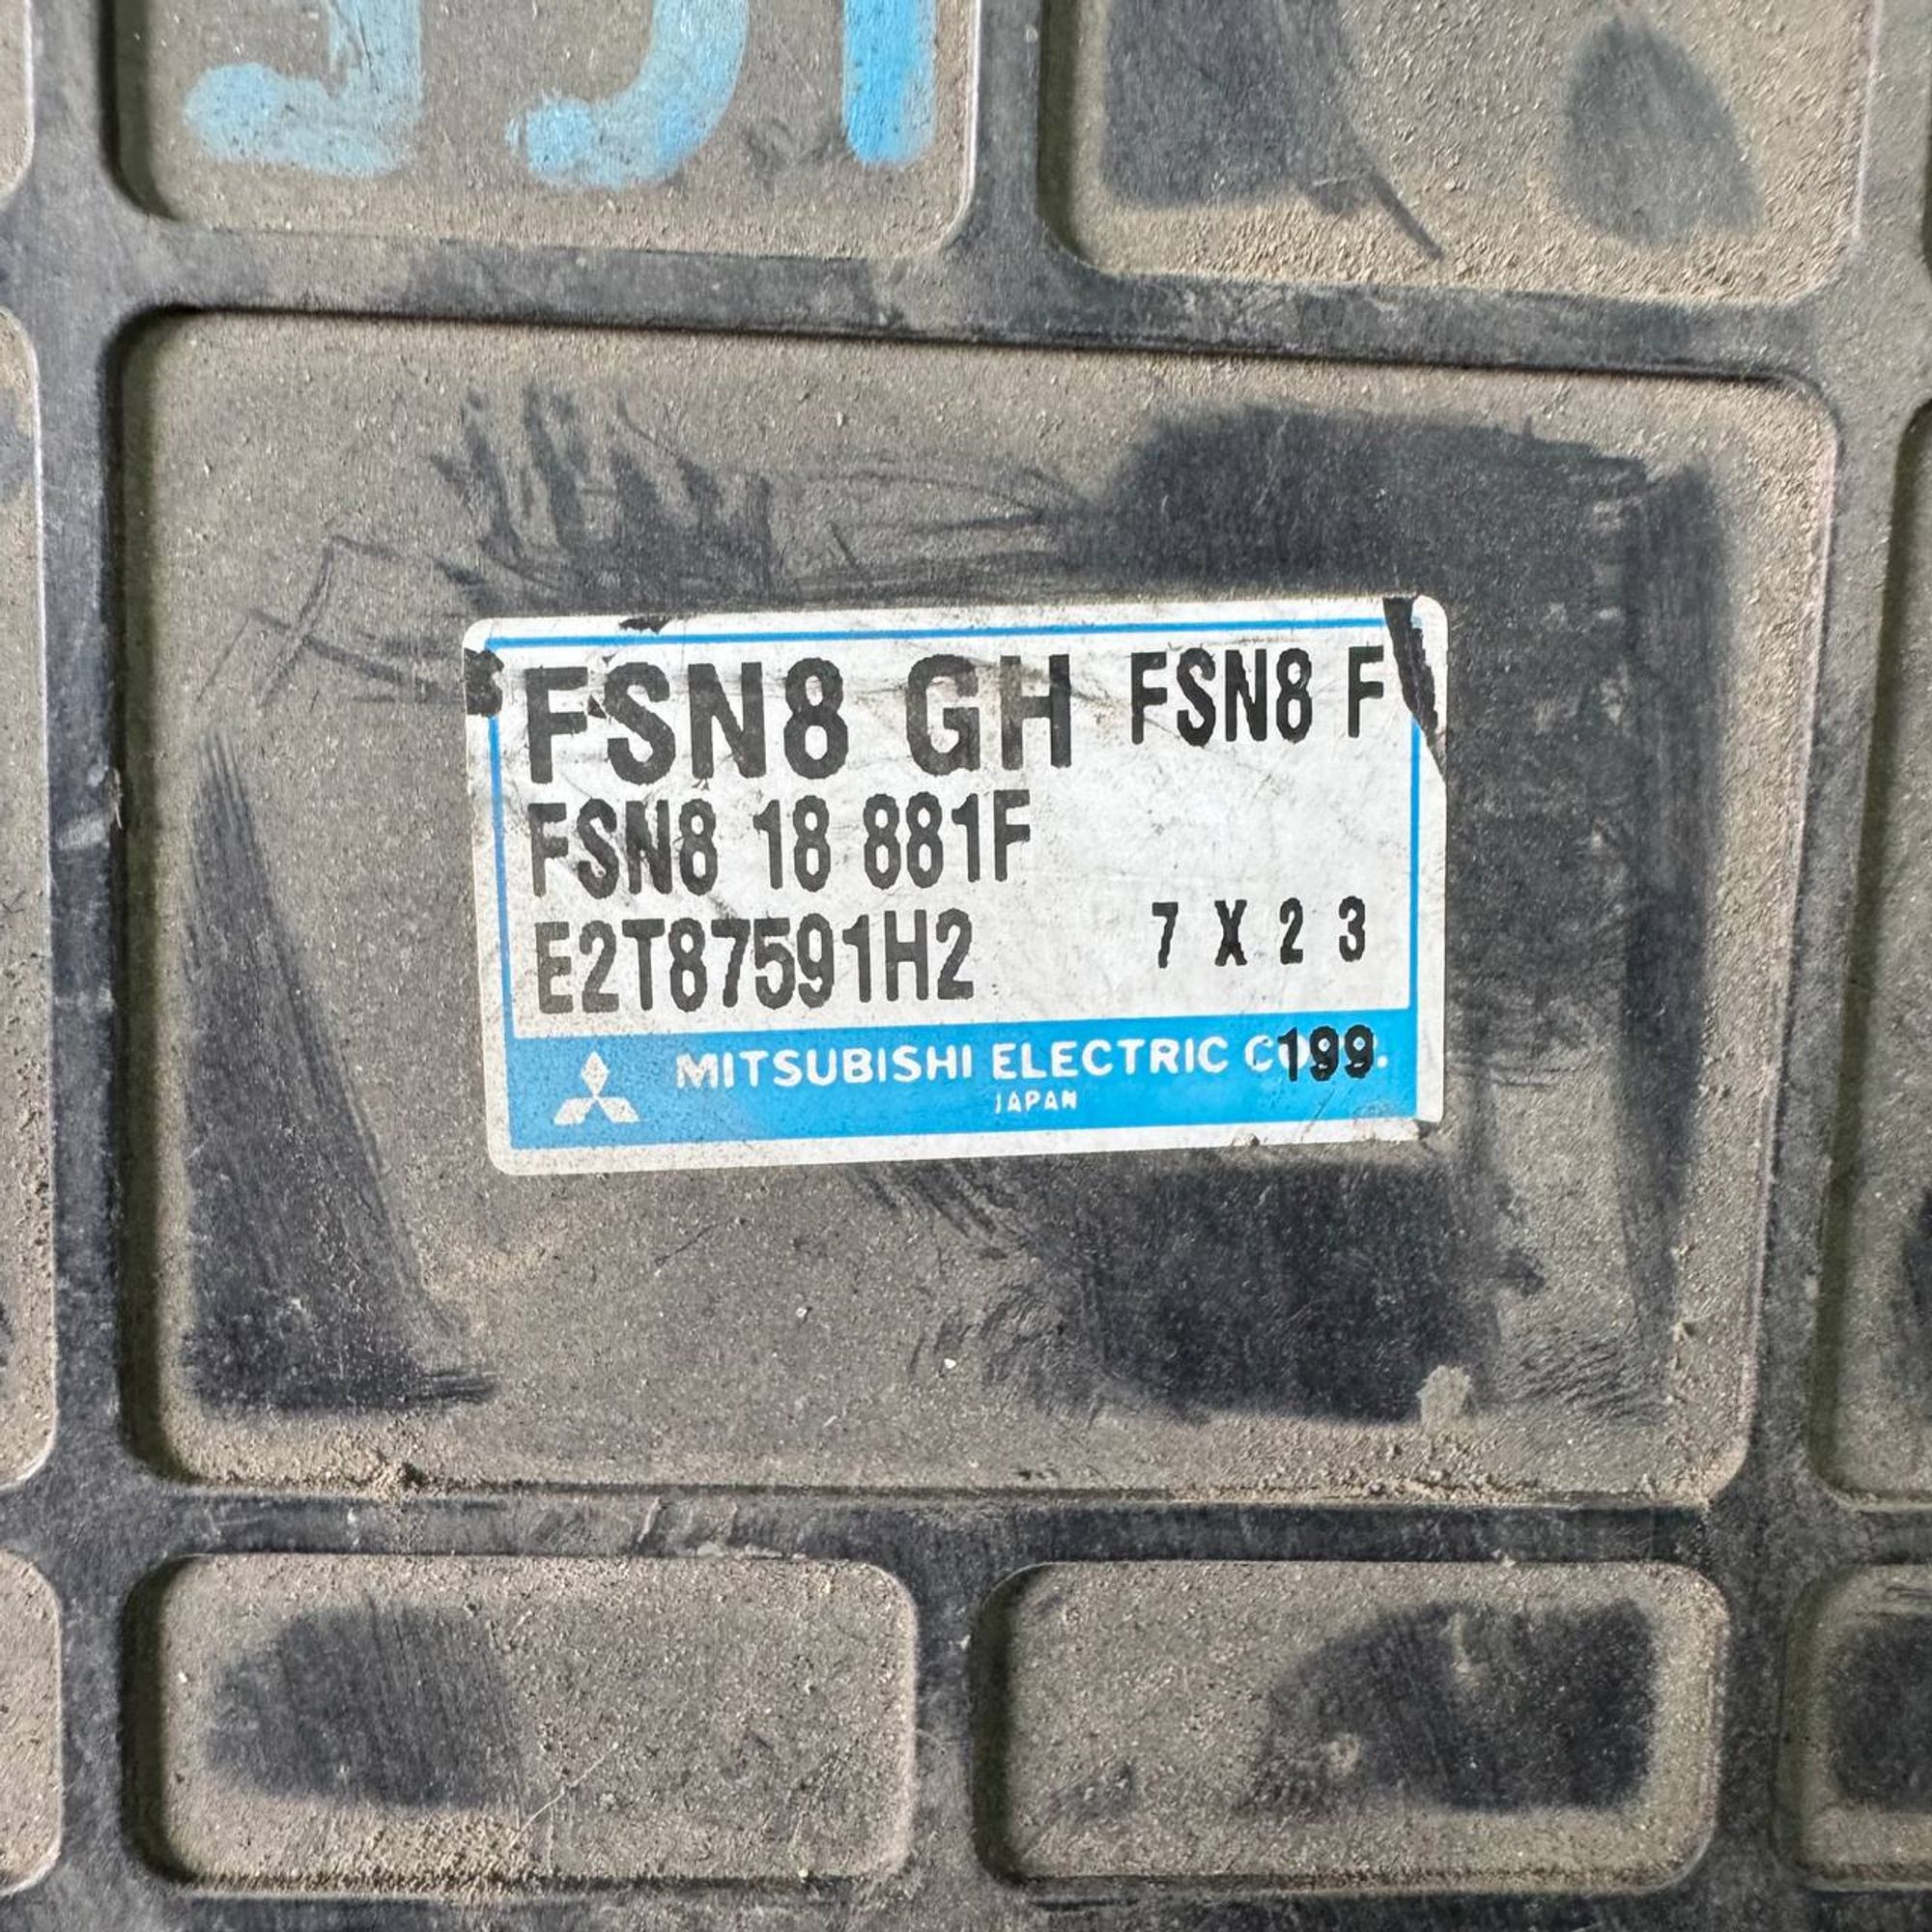 FSN8 GH FSN8 F
FSN8 18 881F
E2T87591H2 7 X 2 3
MITSUBISHI ELECTRIC 199
JAPAN